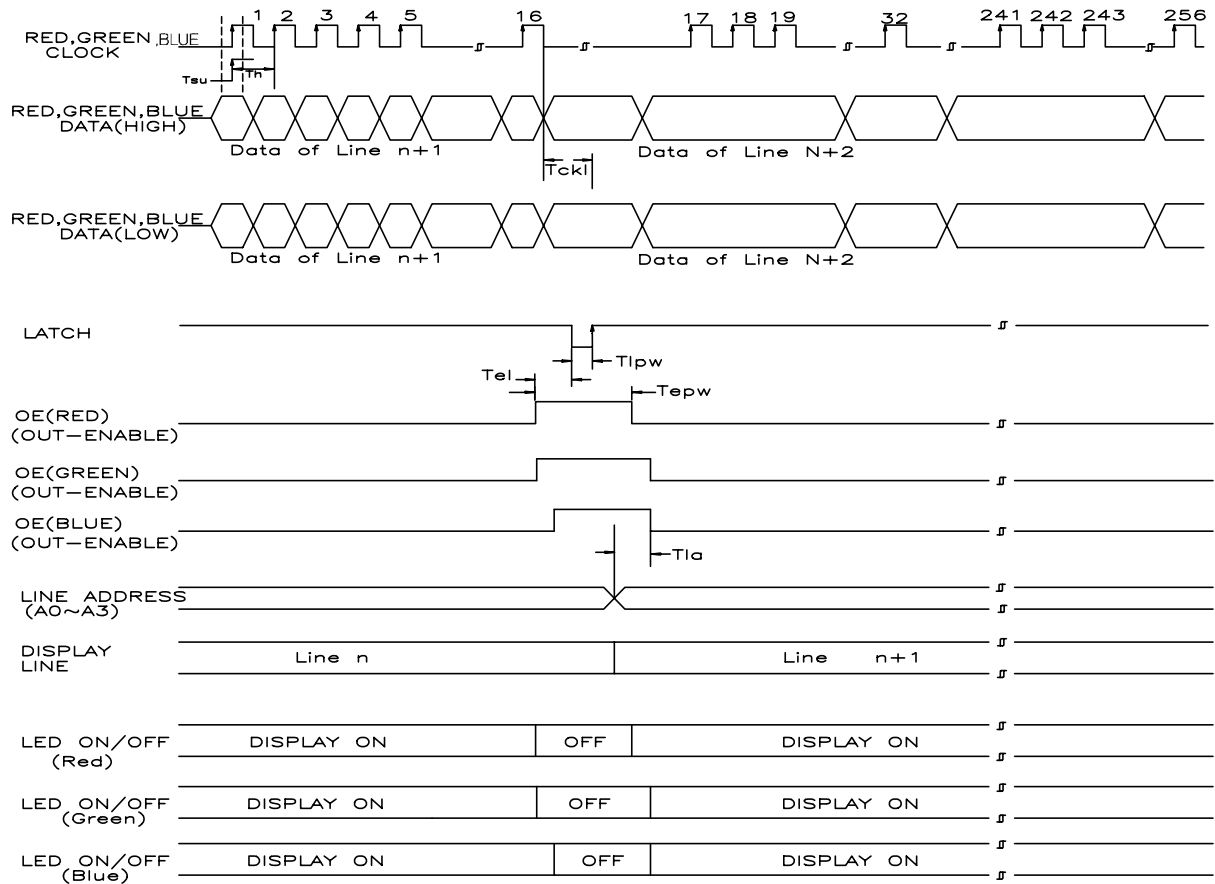 1 2 3 4 5 16 17 18 19 32 241 242 243 256
RED,GREEN,BLUE
CLOCK
Tsu
Th
RED,GREEN,BLUE
DATA(HIGH)
Data of Line n+1
Data of Line N+2
Tckl
RED,GREEN,BLUE
DATA(LOW)
Data of Line n+1
Data of Line N+2
LATCH
Tlpw
Tel
Tepw
OE(RED)
(OUT-ENABLE)
OE(GREEN)
(OUT-ENABLE)
OE(BLUE)
(OUT-ENABLE)
Tla
LINE ADDRESS
(A0~A3)
DISPLAY
LINE
Line n
Line n+1
LED ON/OFF
(Red)
DISPLAY ON
OFF
DISPLAY ON
LED ON/OFF
(Green)
DISPLAY ON
OFF
DISPLAY ON
LED ON/OFF
(Blue)
DISPLAY ON
OFF
DISPLAY ON